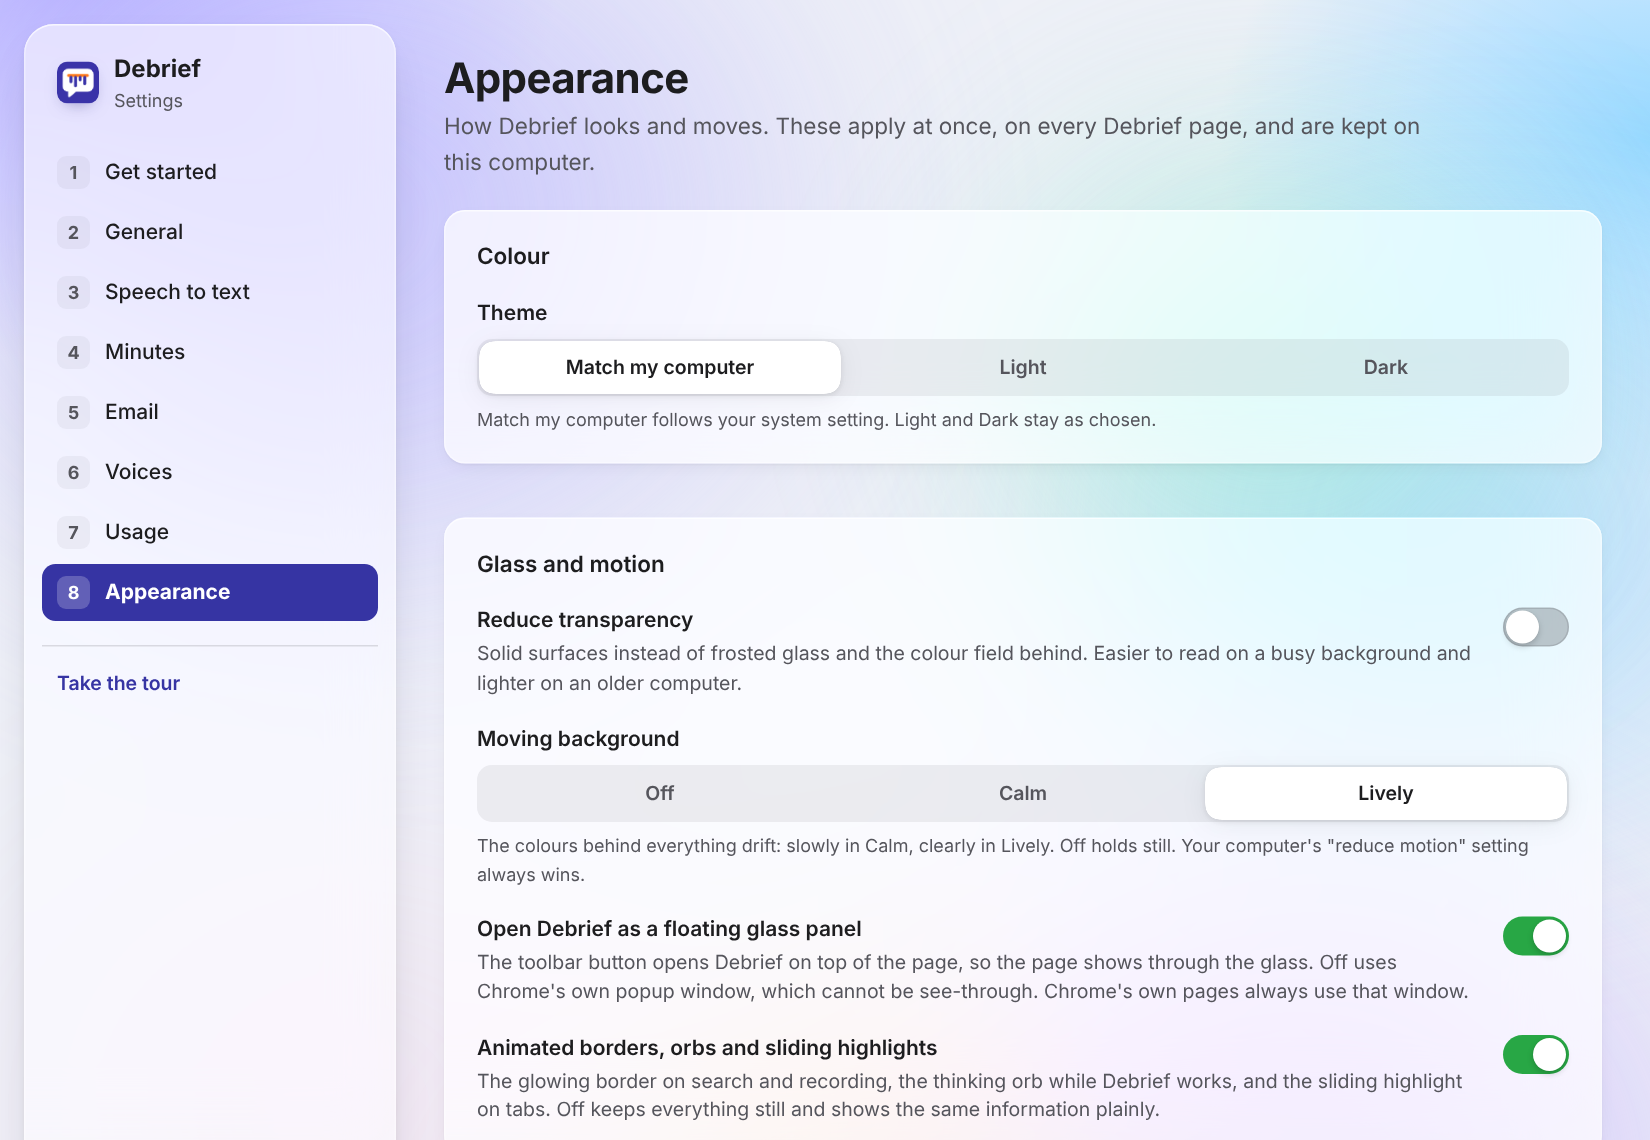 Debrief
Settings
1 Get started
2 General
3 Speech to text
4 Minutes
5 Email
6 Voices
7 Usage
8 Appearance
Take the tour
Appearance
How Debrief looks and moves. These apply at once, on every Debrief page, and are kept on
this computer.
Colour
Theme
Match my computer Light Dark
Match my computer follows your system setting. Light and Dark stay as chosen.
Glass and motion
Reduce transparency
Solid surfaces instead of frosted glass and the colour field behind. Easier to read on a busy background and
lighter on an older computer.
Moving background
Off Calm Lively
The colours behind everything drift: slowly in Calm, clearly in Lively. Off holds still. Your computer's "reduce motion" setting
always wins.
Open Debrief as a floating glass panel
The toolbar button opens Debrief on top of the page, so the page shows through the glass. Off uses
Chrome's own popup window, which cannot be see-through. Chrome's own pages always use that window.
Animated borders, orbs and sliding highlights
The glowing border on search and recording, the thinking orb while Debrief works, and the sliding highlight
on tabs. Off keeps everything still and shows the same information plainly.